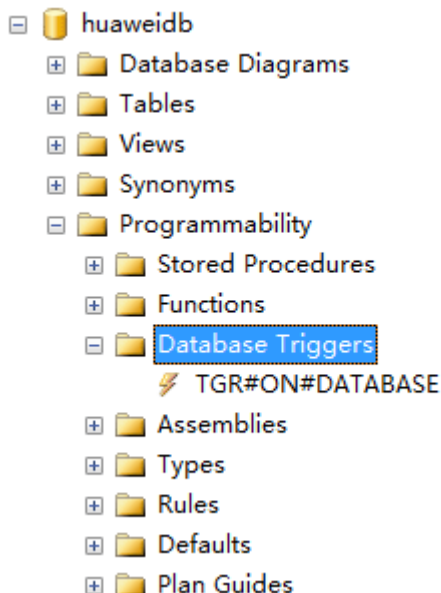 huaweidb
Database Diagrams
Tables
Views
Synonyms
Programmability
Stored Procedures
Functions
Database Triggers
TGR#ON#DATABASE
Assemblies
Types
Rules
Defaults
Plan Guides